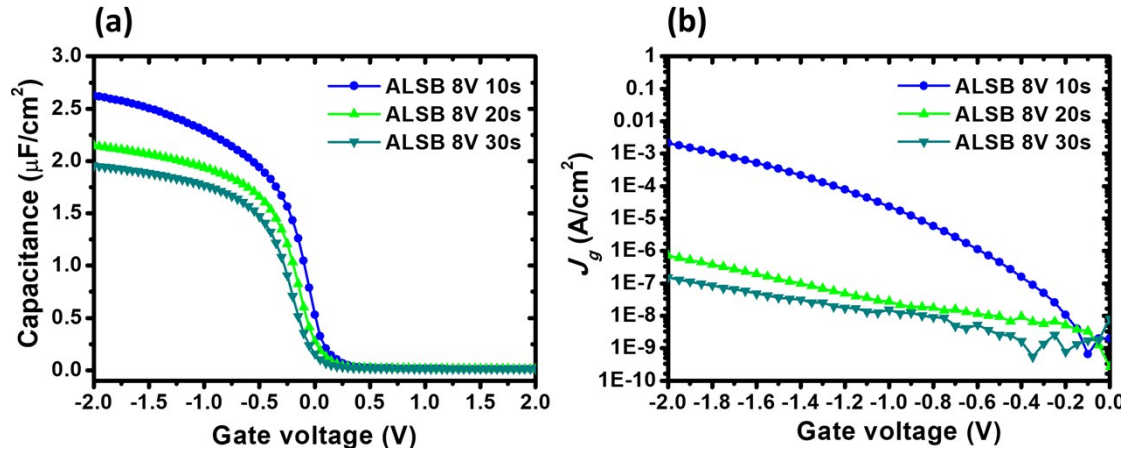 (a)
3.0
2.5
2.0
1.5
1.0
0.5
0.0
Capacitance (μF/cm²)
ALSB 8V 10s
ALSB 8V 20s
ALSB 8V 30s
-2.0 -1.5 -1.0 -0.5 0.0 0.5 1.0 1.5 2.0
Gate voltage (V)
(b)
1
0.1
0.01
1E-3
1E-4
1E-5
1E-6
1E-7
1E-8
1E-9
1E-10
Jg (A/cm²)
ALSB 8V 10s
ALSB 8V 20s
ALSB 8V 30s
-2.0 -1.8 -1.6 -1.4 -1.2 -1.0 -0.8 -0.6 -0.4 -0.2 0.0
Gate voltage (V)